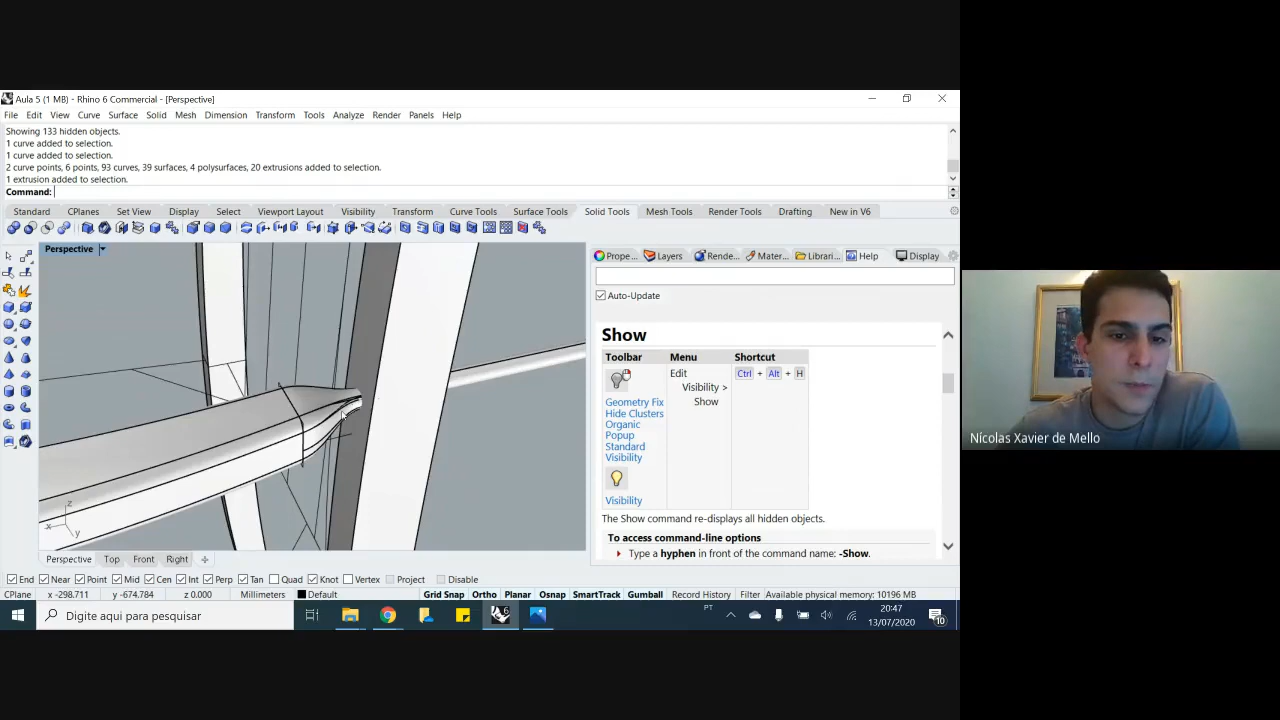 Aula 5 (1 MB) - Rhino 6 Commercial - [Perspective]
File Edit View Curve Surface Solid Mesh Dimension Transform Tools Analyze Render Panels Help
Showing 133 hidden objects.
1 curve added to selection.
1 curve added to selection.
2 curve points, 6 points, 93 curves, 39 surfaces, 4 polysurfaces, 20 extrusions added to selection.
1 extrusion added to selection.
Command:
Standard CPlanes Set View Display Select Viewport Layout Visibility Transform Curve Tools Surface Tools Solid Tools Mesh Tools Render Tools Drafting New in V6
Perspective
Prope... Layers Rende... Mater... Librari... Help Display
Auto-Update
Show
Toolbar Menu Shortcut
Edit Ctrl + Alt + H
Visibility >
Show
Geometry Fix
Hide Clusters
Organic
Popup
Standard
Visibility
Visibility
The Show command re-displays all hidden objects.
To access command-line options
Type a hyphen in front of the command name: -Show.
z
x
y
Perspective Top Front Right
End Near Point Mid Cen Int Perp Tan Quad Knot Vertex Project Disable
CPlane x -298.711 y -674.784 z 0.000 Millimeters Default Grid Snap Ortho Planar Osnap SmartTrack Gumball Record History Filter Available physical memory: 10196 MB
Digite aqui para pesquisar
PT
20:47
13/07/2020
10
Nícolas Xavier de Mello